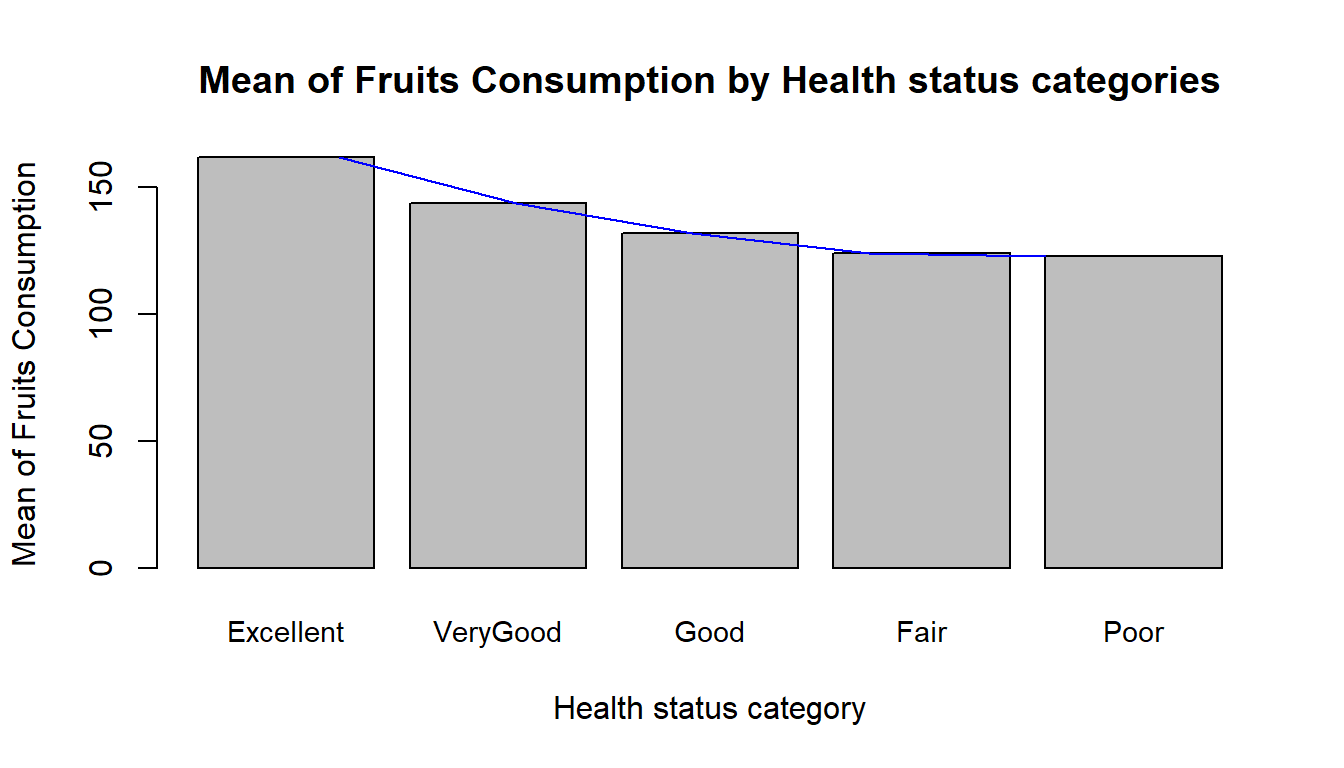 Mean of Fruits Consumption by Health status categories
Mean of Fruits Consumption
150
100
50
0
Excellent VeryGood Good Fair Poor
Health status category